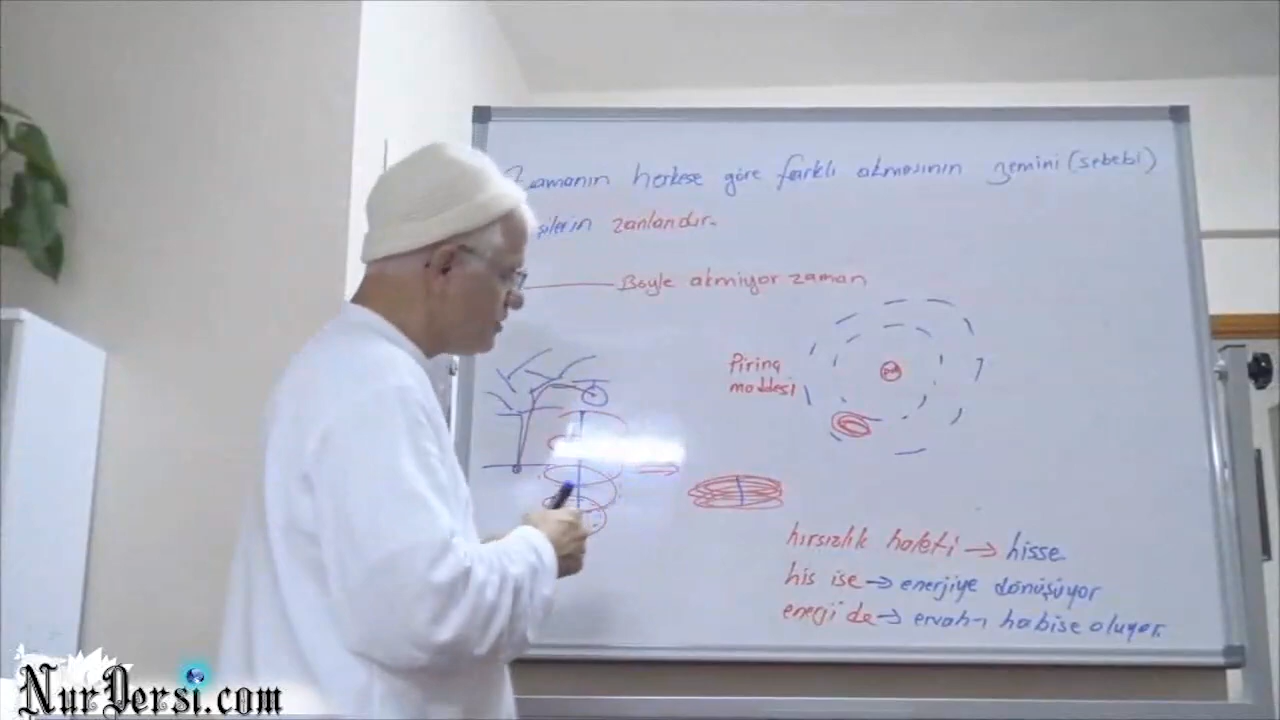 Zamanın herkese göre farklı akmasının zemini (sebebi)
şilerin zanlarıdır.
Böyle akmıyor zaman
Pirinç
maddesi
hırsızlık haleti → hisse
his ise → enerjiye dönüşüyor
enerji de → ervah-ı habise oluyor.
NurDersi.com